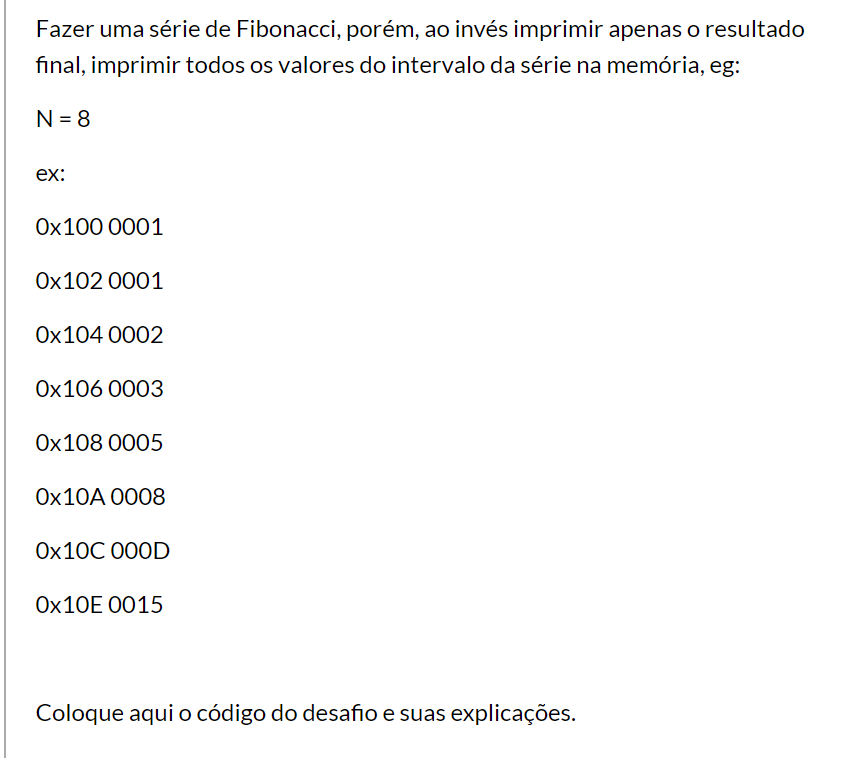 Fazer uma série de Fibonacci, porém, ao invés imprimir apenas o resultado
final, imprimir todos os valores do intervalo da série na memória, eg:
N = 8
ex:
0x100 0001
0x102 0001
0x104 0002
0x106 0003
0x108 0005
0x10A 0008
0x10C 000D
0x10E 0015
Coloque aqui o código do desafio e suas explicações.